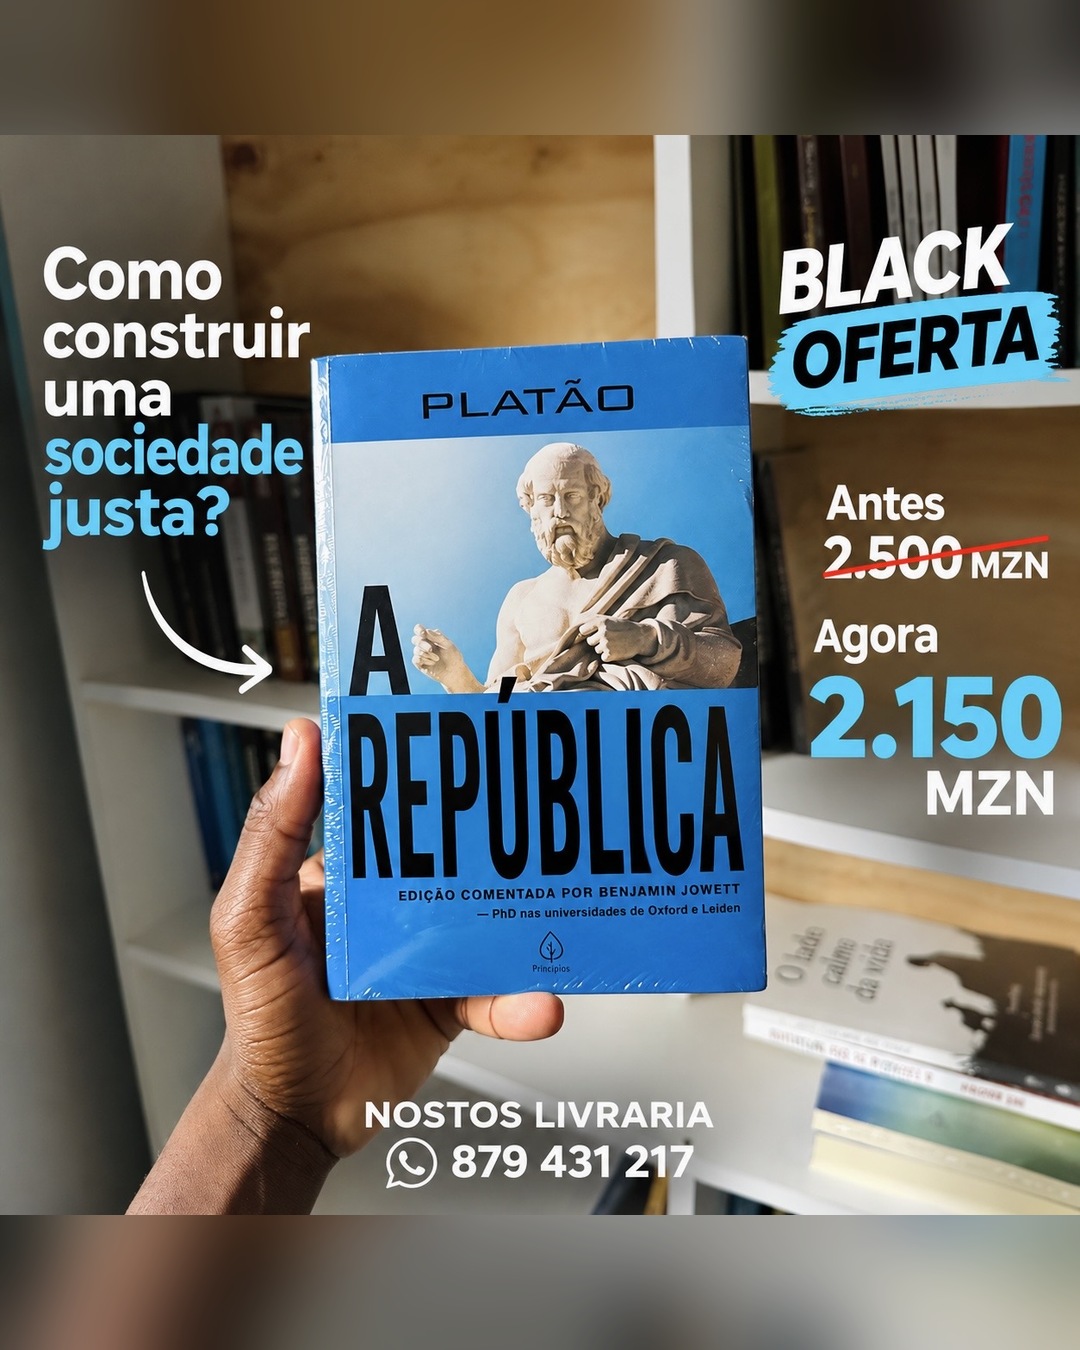 Como
construir
uma
sociedade
justa?
BLACK
OFERTA
Antes
2.500 MZN
Agora
2.150
MZN
PLATÃO
A
REPÚBLICA
EDIÇÃO COMENTADA POR BENJAMIN JOWETT
— PhD nas universidades de Oxford e Leiden
Principios
O lado
calmo
da vida
NOSTOS LIVRARIA
879 431 217